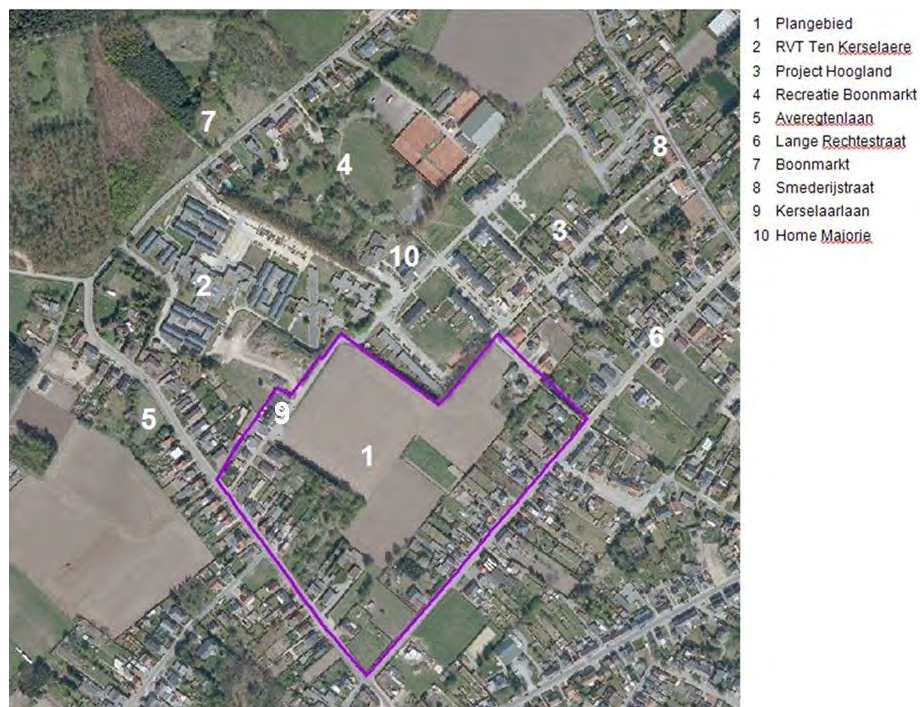 1 Plangebied
2 RVT Ten Kerselaere
3 Project Hoogland
4 Recreatie Boonmarkt
5 Averegtenlaan
6 Lange Rechtestraat
7 Boonmarkt
8 Smederijstraat
9 Kerselaarlaan
10 Home Majorie
7
4
8
3
10
2
6
9
5
1